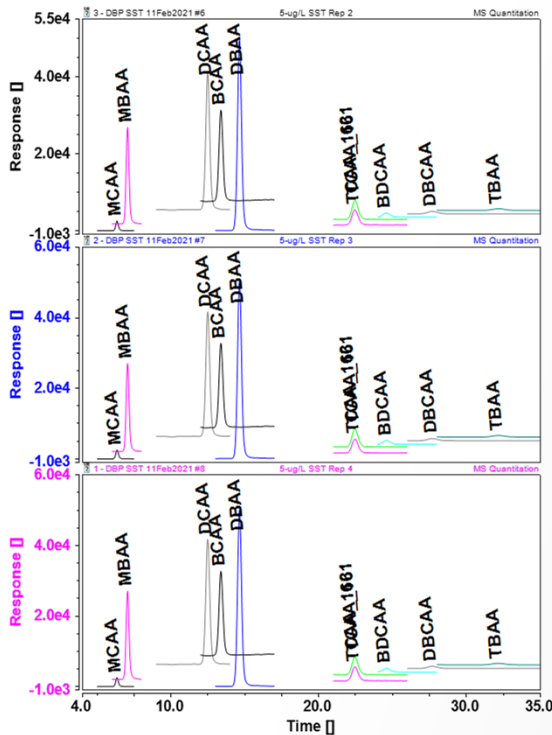 3 - DBP SST 11Feb2021 #6 5-ug/L SST Rep 2 MS Quantitation
5.5e4
4.0e4
2.0e4
-1.0e3
Response []
MCAA
MBAA
DCAA
BCAA
DBAA
BDCAA
DBCAA
TBAA
2 - DBP SST 11Feb2021 #7 5-ug/L SST Rep 3 MS Quantitation
6.0e4
4.0e4
2.0e4
-1.0e3
Response []
MCAA
MBAA
DCAA
BCAA
DBAA
BDCAA
DBCAA
TBAA
1 - DBP SST 11Feb2021 #8 5-ug/L SST Rep 4 MS Quantitation
6.0e4
4.0e4
2.0e4
-1.0e3
Response []
MCAA
MBAA
DCAA
BCAA
DBAA
BDCAA
DBCAA
TBAA
4.0 10.0 15.0 20.0 25.0 30.0 35.0
Time []